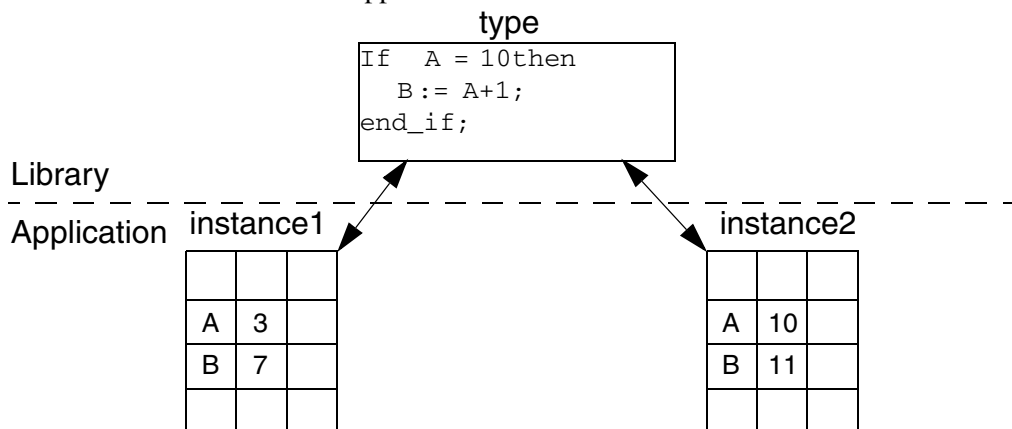 type
If A = 10then
B := A+1;
end_if;
Library
Application
instance1
instance2
A 3
B 7
A 10
B 11